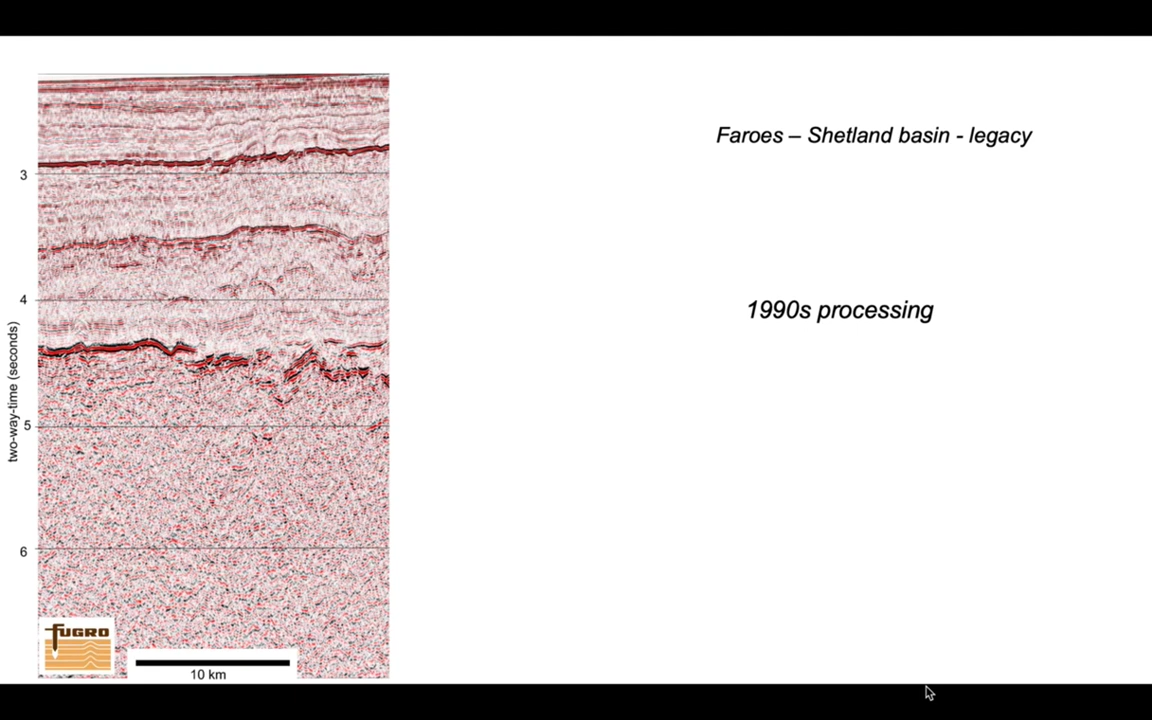 Faroes – Shetland basin - legacy
3
1990s processing
4
two-way-time (seconds)
5
6
fUGRO
10 km